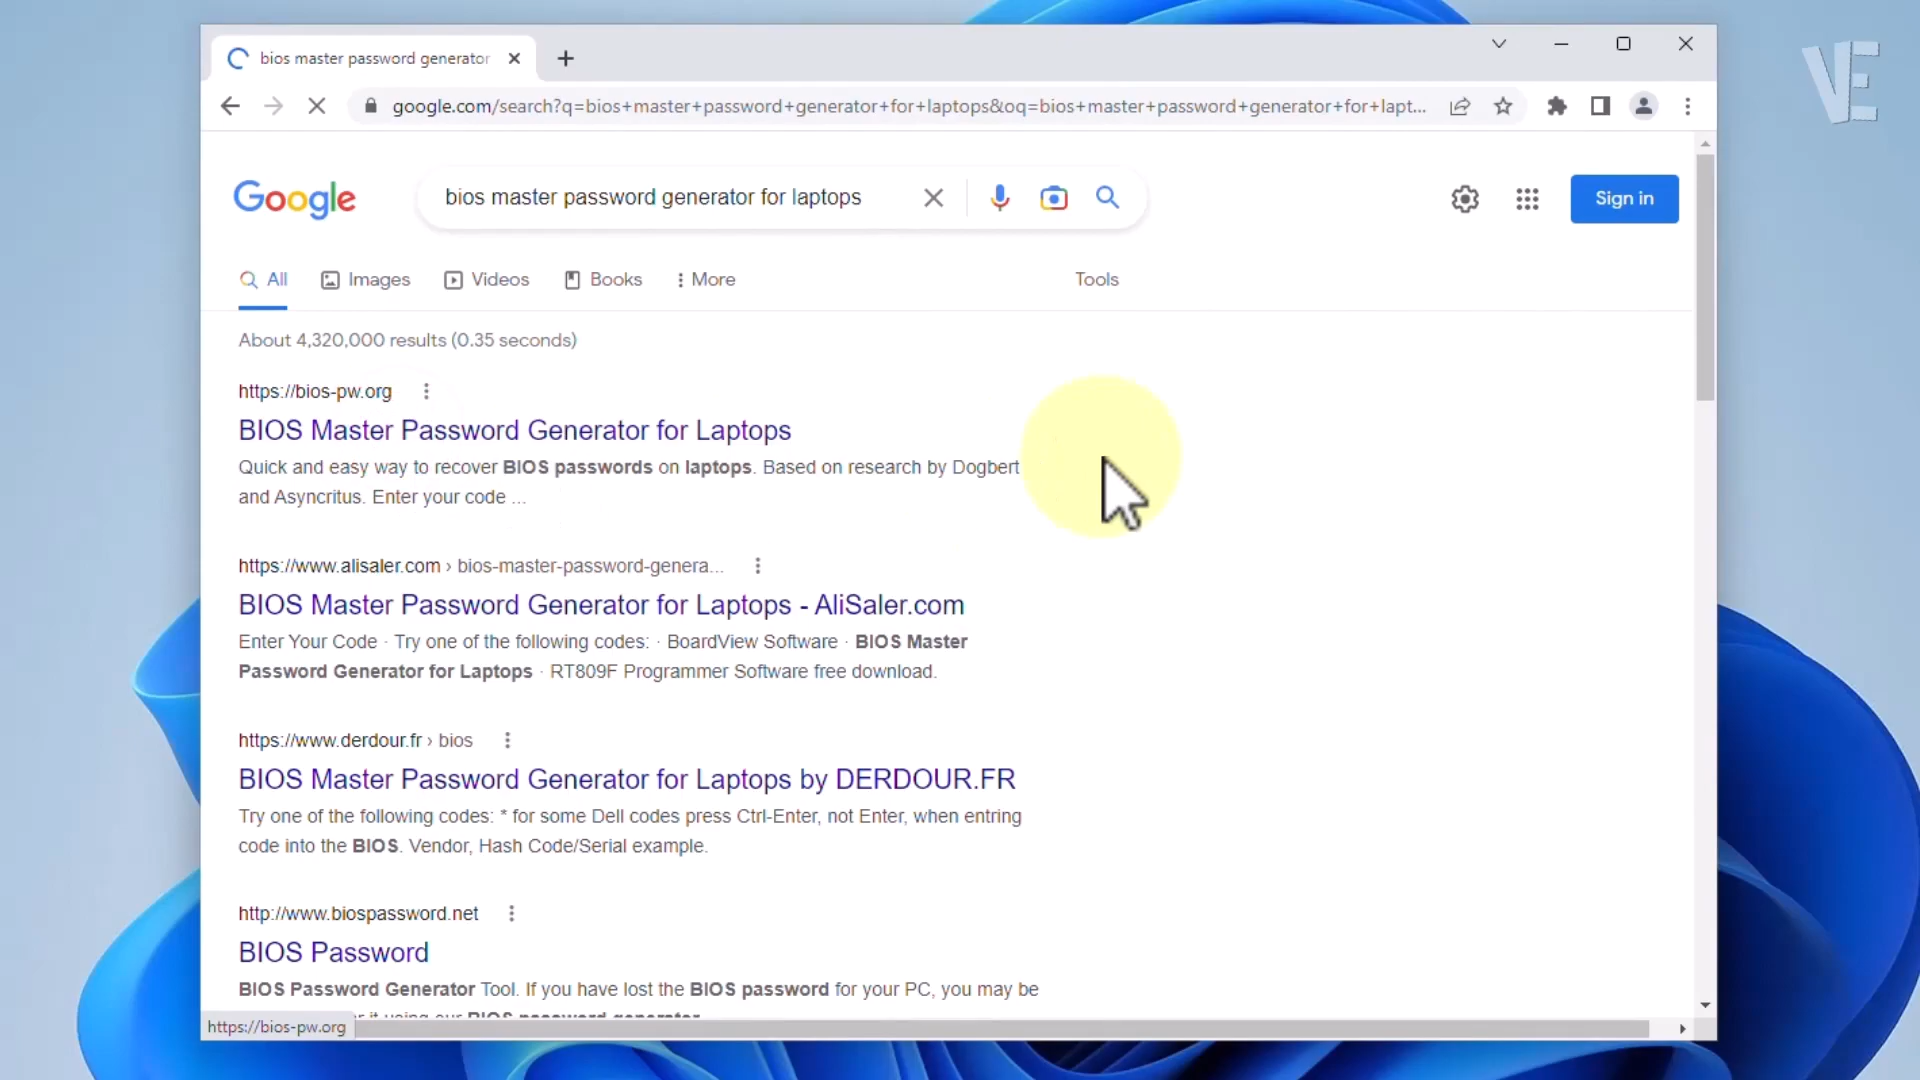 VE
bios master password generator
google.com/search?q=bios+master+password+generator+for+laptops&oq=bios+master+password+generator+for+lapt...
Google
bios master password generator for laptops
Sign in
All Images Videos Books More Tools
About 4,320,000 results (0.35 seconds)
https://bios-pw.org
BIOS Master Password Generator for Laptops
Quick and easy way to recover BIOS passwords on laptops. Based on research by Dogbert
and Asyncritus. Enter your code ...
https://www.alisaler.com › bios-master-password-genera...
BIOS Master Password Generator for Laptops - AliSaler.com
Enter Your Code · Try one of the following codes: · BoardView Software · BIOS Master
Password Generator for Laptops · RT809F Programmer Software free download.
https://www.derdour.fr › bios
BIOS Master Password Generator for Laptops by DERDOUR.FR
Try one of the following codes: * for some Dell codes press Ctrl-Enter, not Enter, when entring
code into the BIOS. Vendor, Hash Code/Serial example.
http://www.biospassword.net
BIOS Password
BIOS Password Generator Tool. If you have lost the BIOS password for your PC, you may be
it using our BIOS password generator
https://bios-pw.org